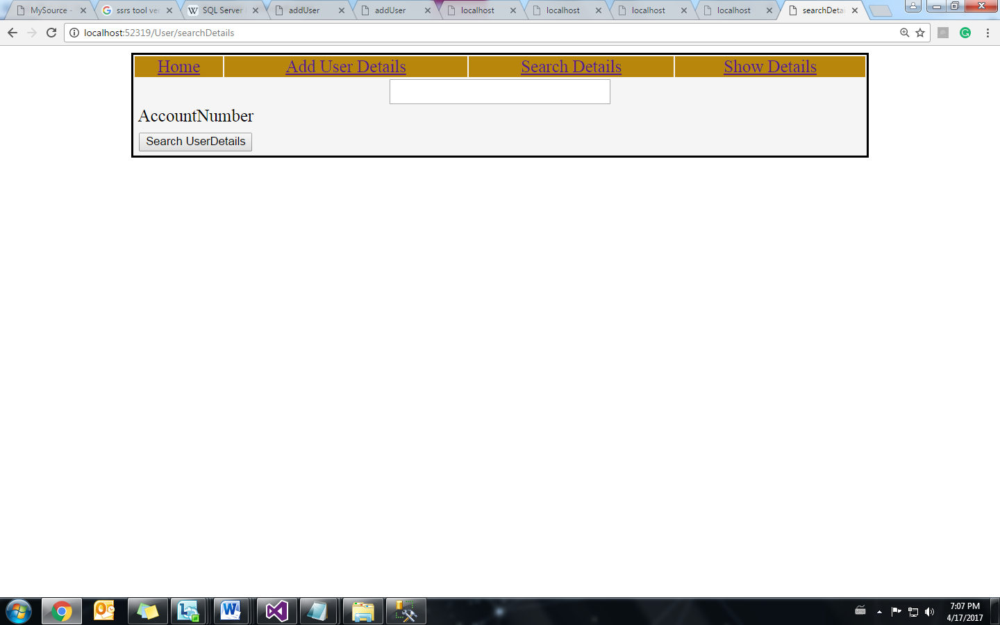 MySource -
ssrs tool ver
SQL Server
addUser
addUser
localhost
localhost
localhost
localhost
searchDetai
localhost:52319/User/searchDetails
Home Add User Details Search Details Show Details
AccountNumber
Search UserDetails
7:07 PM
4/17/2017